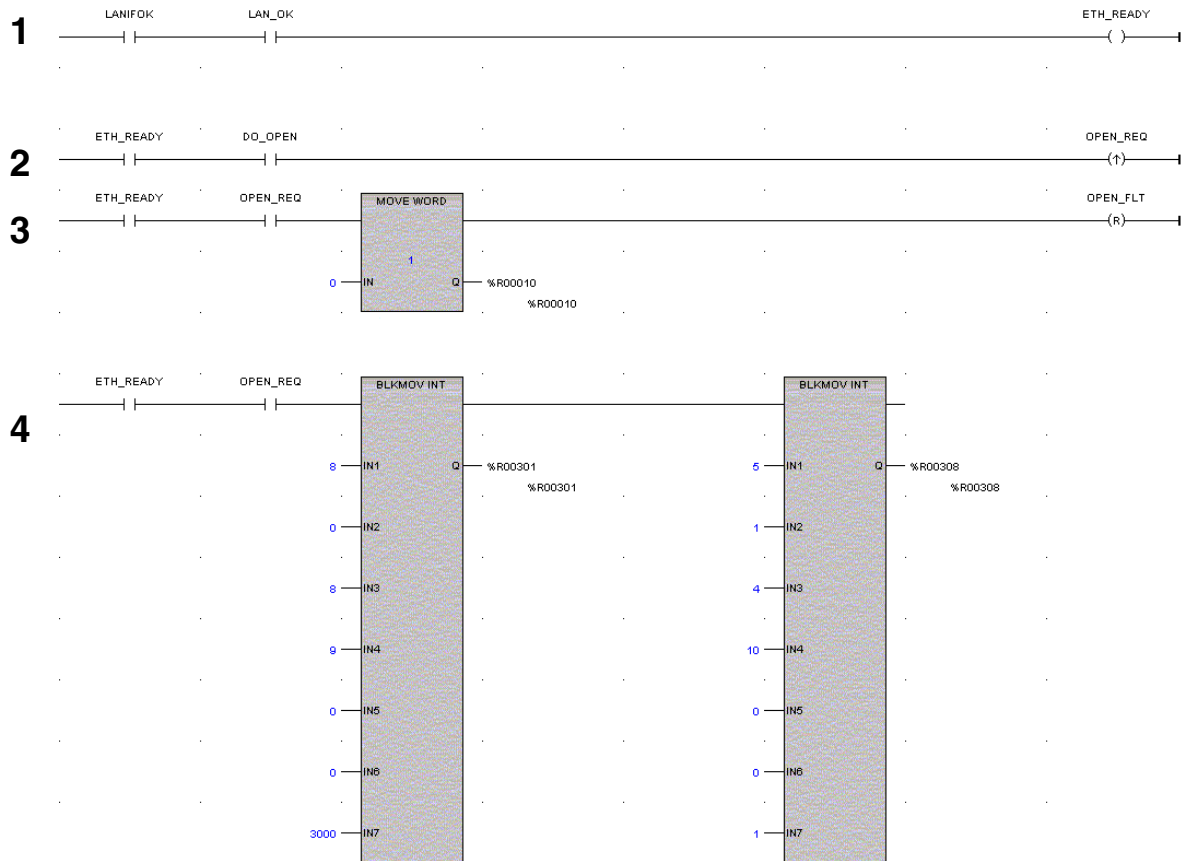 LANIFOK LAN_OK ETH_READY
1
ETH_READY DO_OPEN OPEN_REQ
2
ETH_READY OPEN_REQ MOVE WORD OPEN_FLT
3 R
1
0 IN Q %R00010
%R00010
ETH_READY OPEN_REQ BLKMOV INT BLKMOV INT
4
8 IN1 Q %R00301 5 IN1 Q %R00308
%R00301 %R00308
0 IN2 1 IN2
8 IN3 4 IN3
9 IN4 10 IN4
0 IN5 0 IN5
0 IN6 0 IN6
3000 IN7 1 IN7